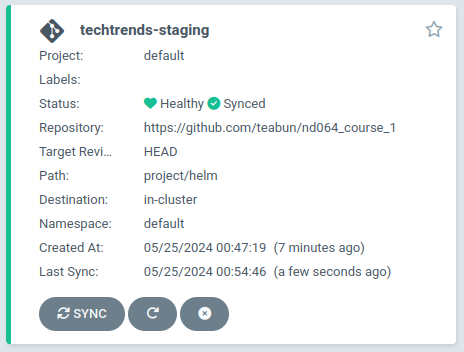 techtrends-staging
Project: default
Labels:
Status: Healthy Synced
Repository: https://github.com/teabun/nd064_course_1
Target Revi... HEAD
Path: project/helm
Destination: in-cluster
Namespace: default
Created At: 05/25/2024 00:47:19 (7 minutes ago)
Last Sync: 05/25/2024 00:54:46 (a few seconds ago)
SYNC